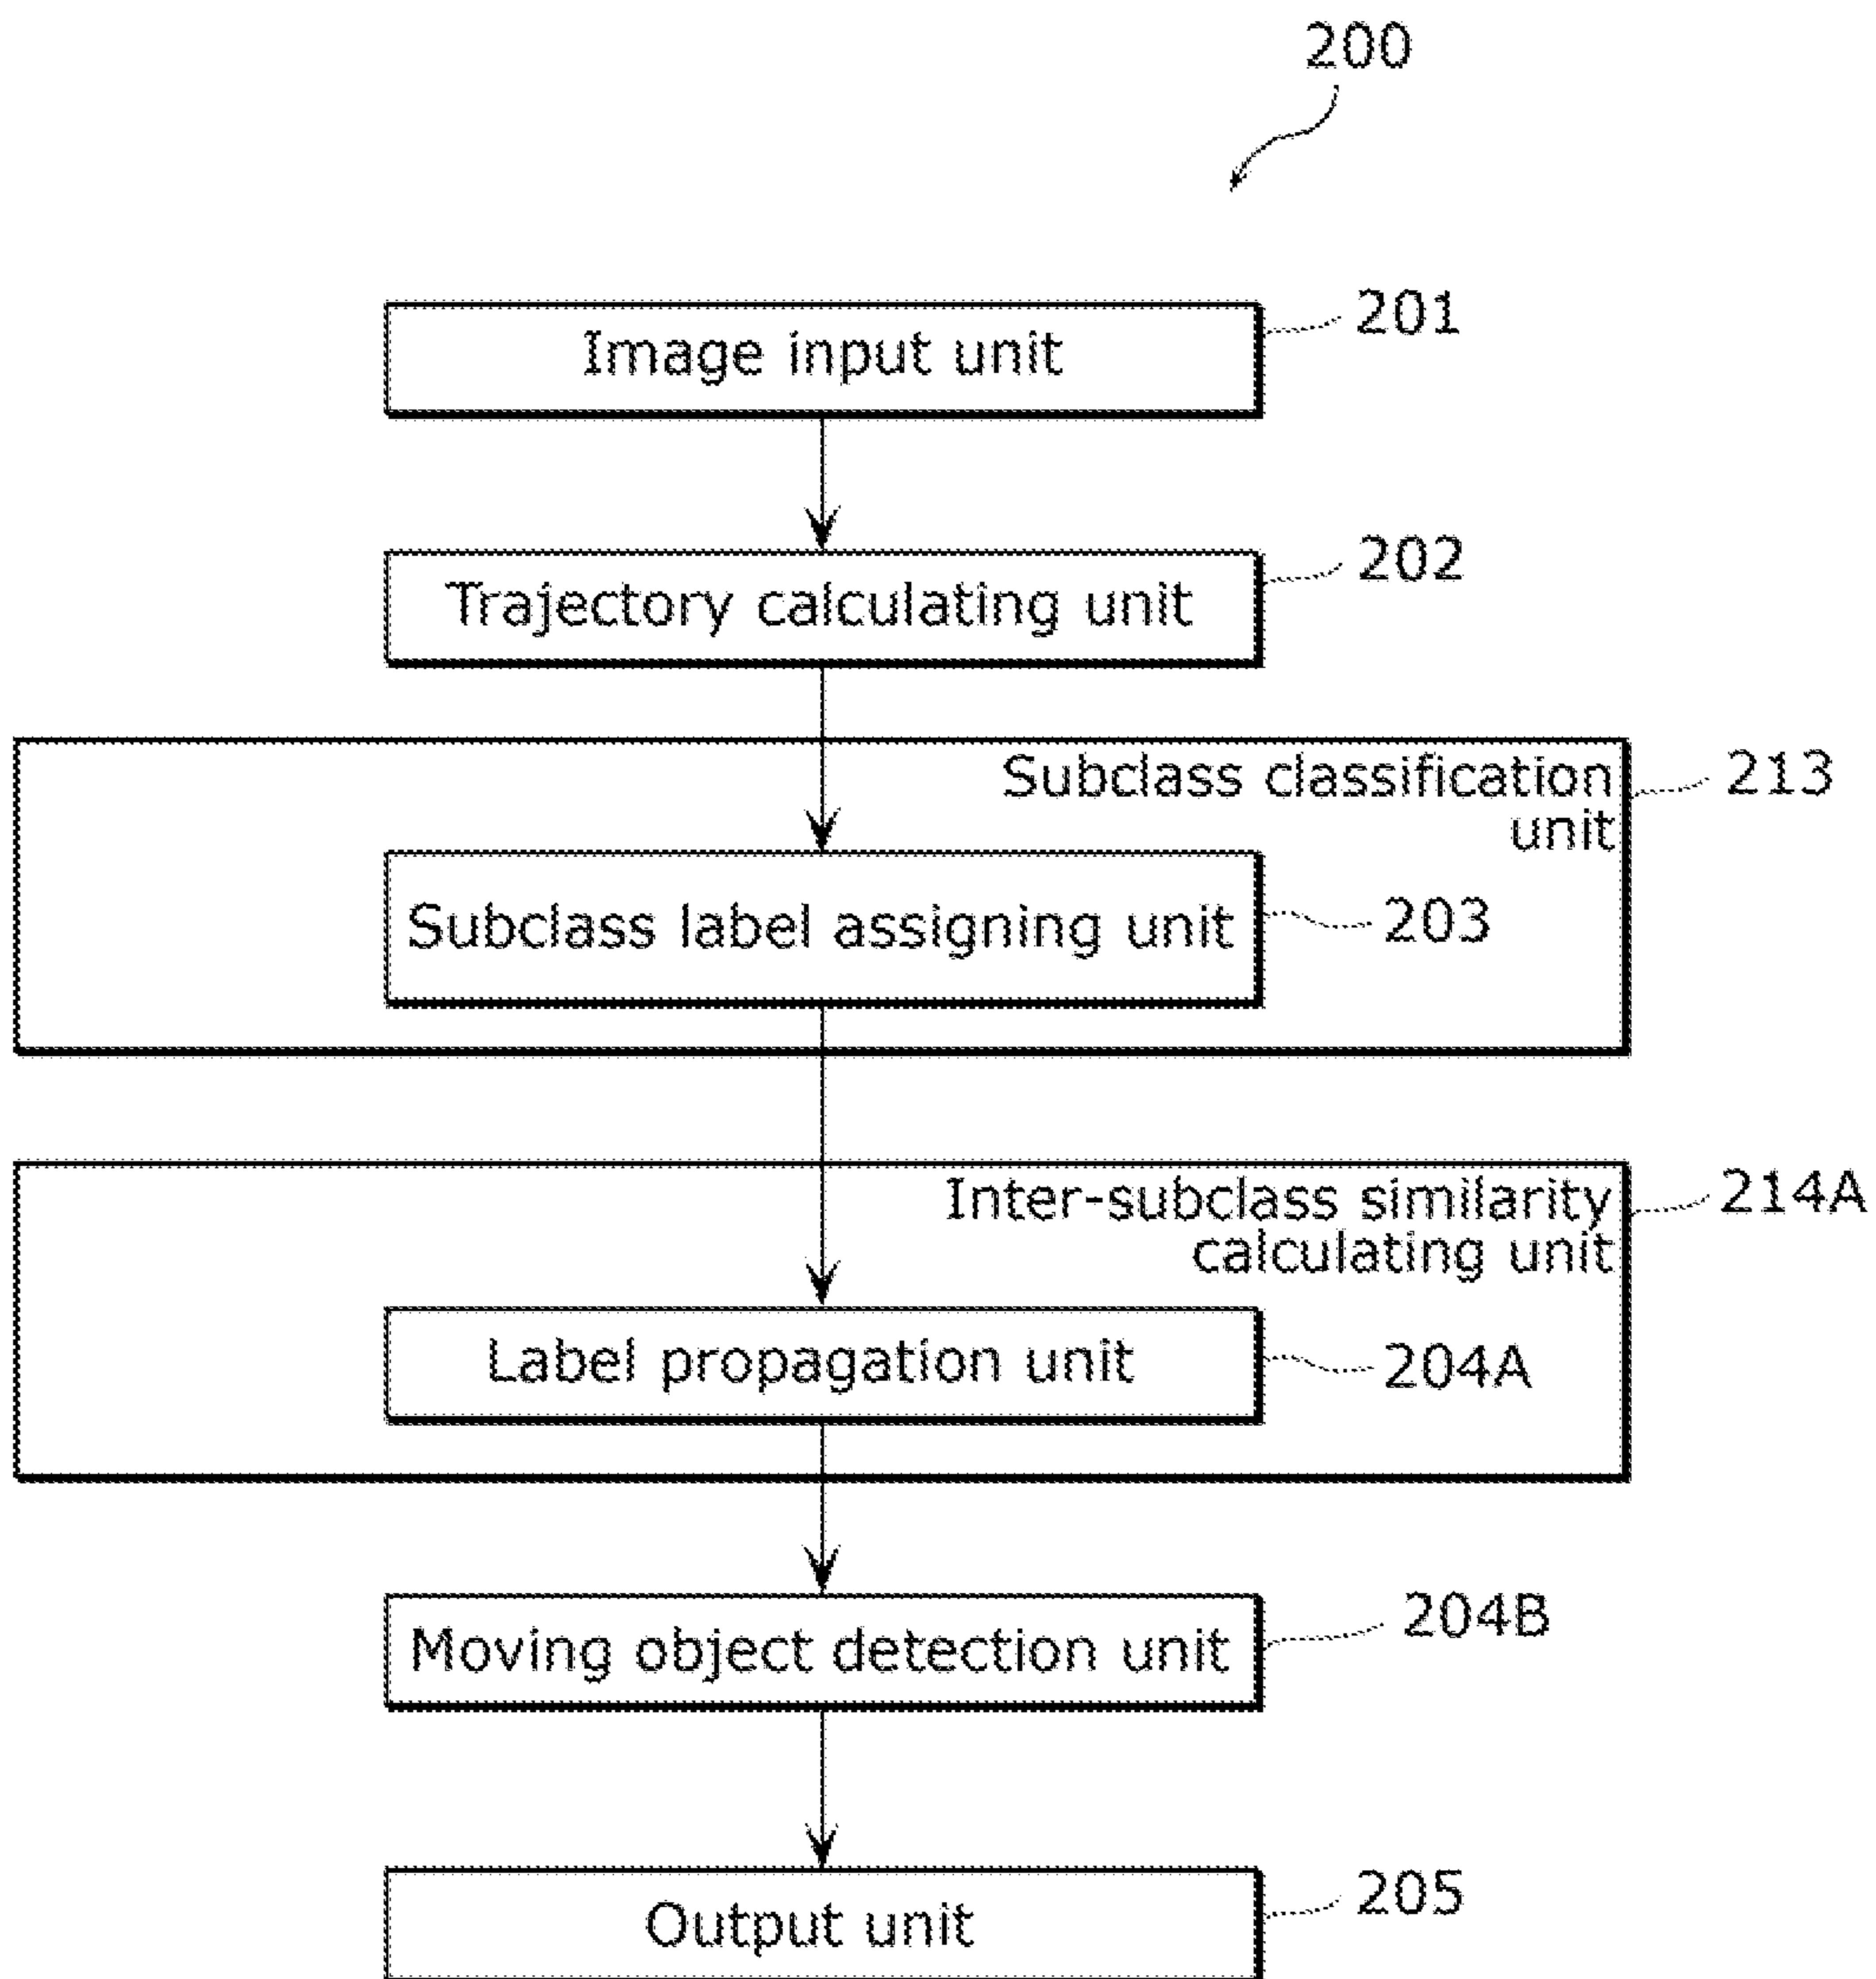 200
Image input unit
201
Trajectory calculating unit
202
Subclass classification
unit
213
Subclass label assigning unit
203
Inter-subclass similarity
calculating unit
214A
Label propagation unit
204A
Moving object detection unit
204B
Output unit
205